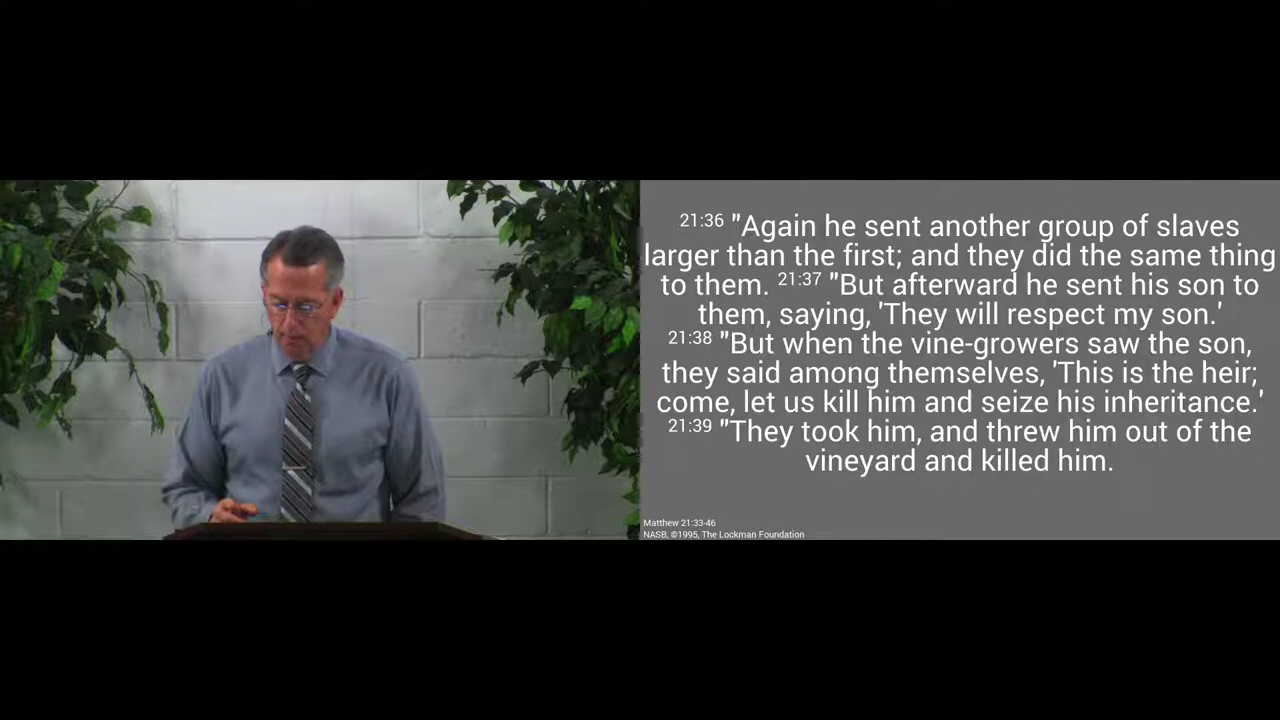 21:36 "Again he sent another group of slaves
larger than the first; and they did the same thing
to them. 21:37 "But afterward he sent his son to
them, saying, 'They will respect my son.'
21:38 "But when the vine-growers saw the son,
they said among themselves, 'This is the heir;
come, let us kill him and seize his inheritance.'
21:39 "They took him, and threw him out of the
vineyard and killed him.
Matthew 21:33-46
NASB, ©1995, The Lockman Foundation